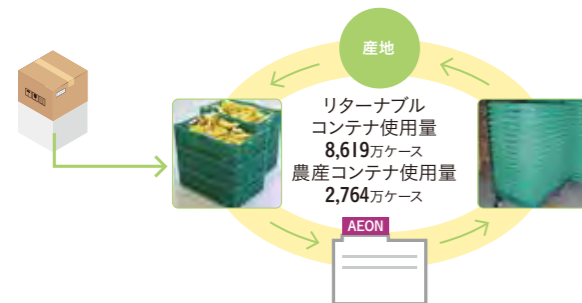 産地
リターナブル
コンテナ使用量
8,619万ケース
農産コンテナ使用量
2,764万ケース
AEON